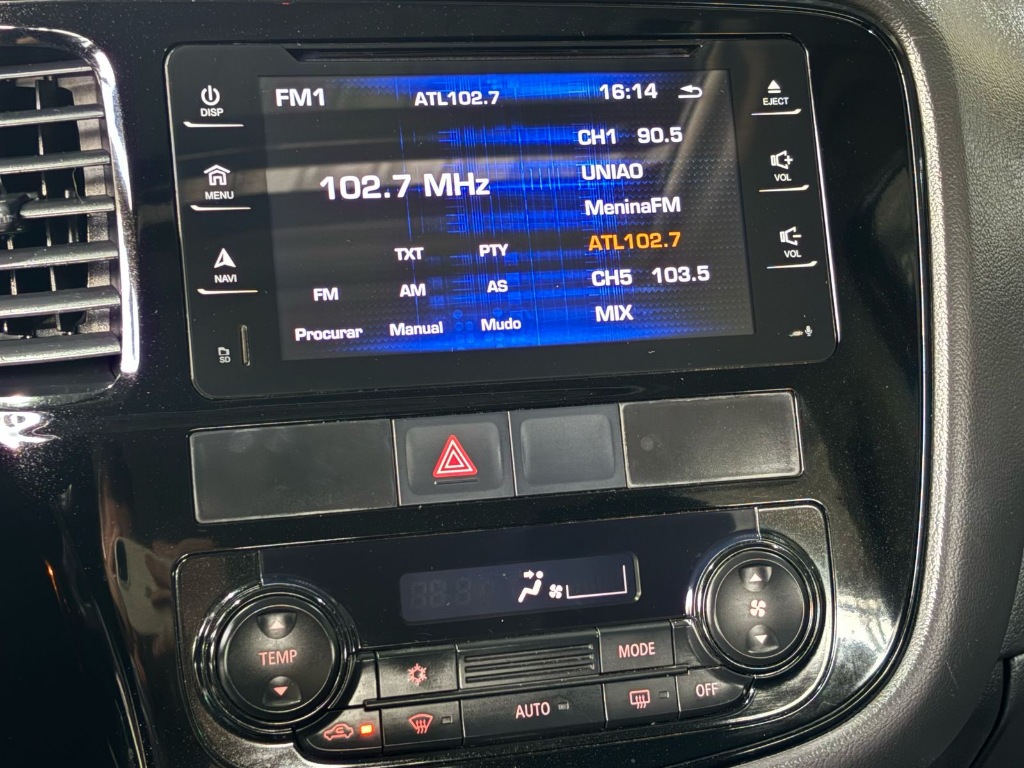 DISP
MENU
NAVI
SD
FM1 ATL102.7 16:14
102.7 MHz
TXT PTY
FM AM AS
Procurar Manual Mudo
CH1 90.5
UNIAO
MeninaFM
ATL102.7
CH5 103.5
MIX
EJECT
VOL
VOL
TEMP
MODE
AUTO
OFF